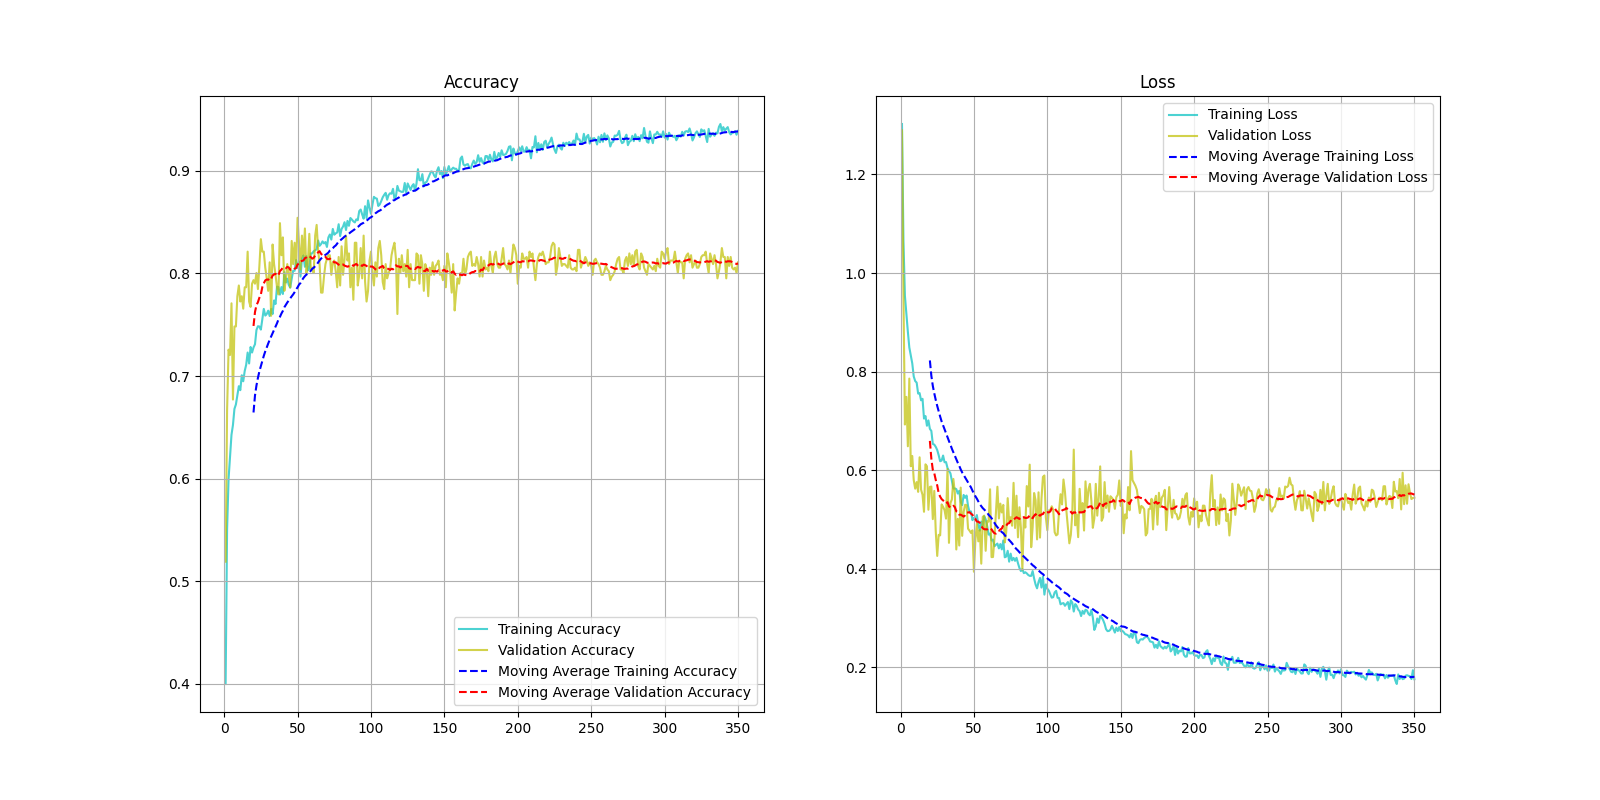 Accuracy
0.9
0.8
0.7
0.6
0.5
0.4
0 50 100 150 200 250 300 350
Training Accuracy
Validation Accuracy
Moving Average Training Accuracy
Moving Average Validation Accuracy
Loss
1.2
1.0
0.8
0.6
0.4
0.2
0 50 100 150 200 250 300 350
Training Loss
Validation Loss
Moving Average Training Loss
Moving Average Validation Loss